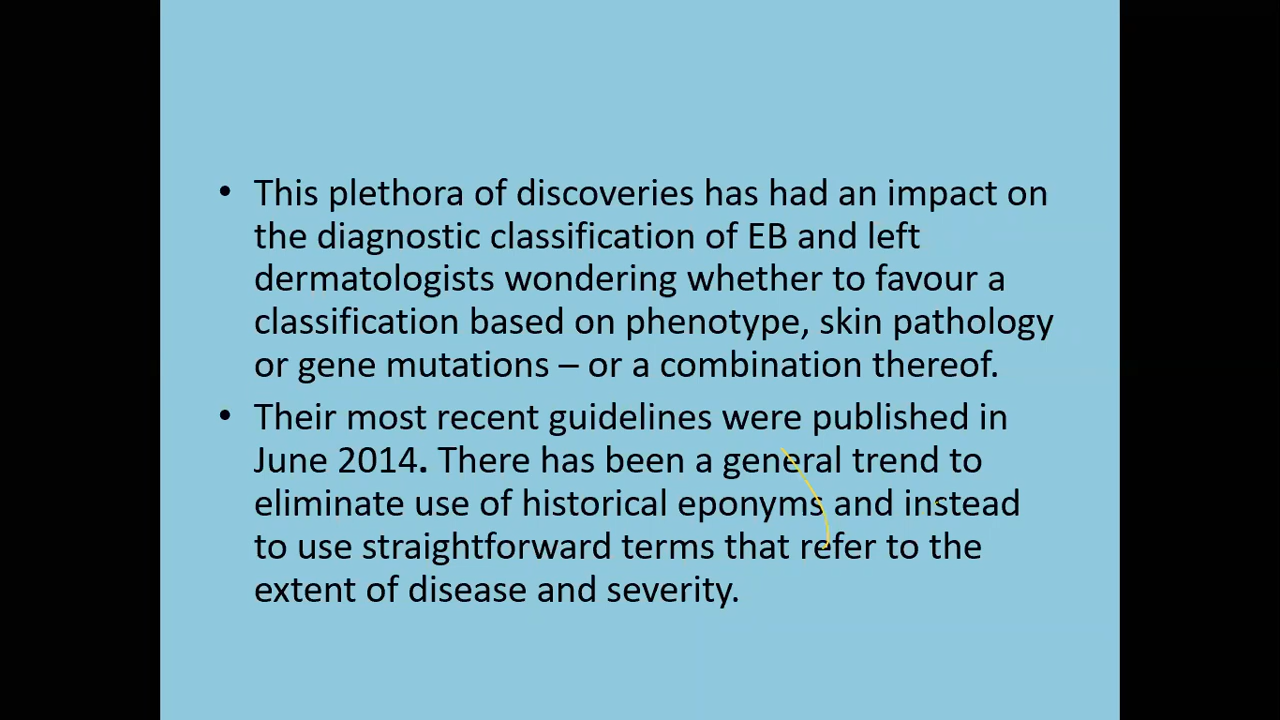 • This plethora of discoveries has had an impact on
the diagnostic classification of EB and left
dermatologists wondering whether to favour a
classification based on phenotype, skin pathology
or gene mutations – or a combination thereof.
• Their most recent guidelines were published in
June 2014. There has been a general trend to
eliminate use of historical eponyms and instead
to use straightforward terms that refer to the
extent of disease and severity.